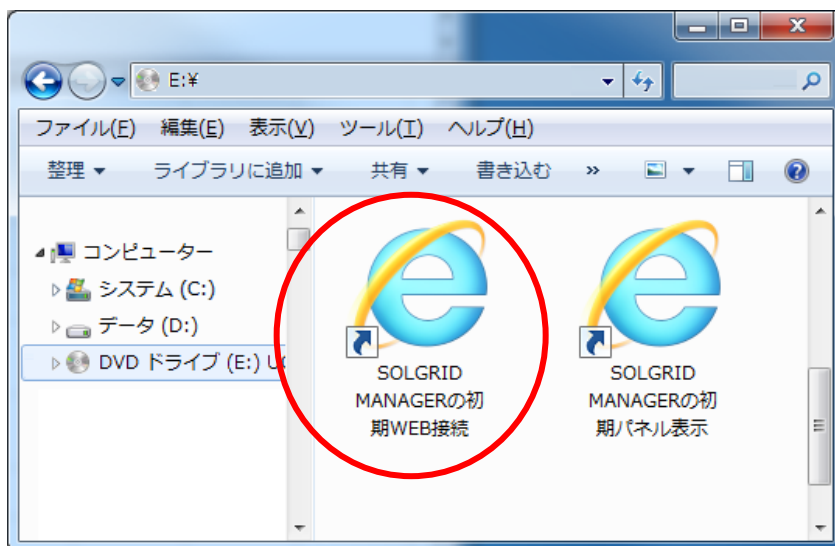 E:¥
ファイル(F) 編集(E) 表示(V) ツール(T) ヘルプ(H)
整理 ライブラリに追加 共有 書き込む »
コンピューター
システム (C:)
データ (D:)
DVD ドライブ (E:)
SOLGRID
MANAGERの初
期WEB接続
SOLGRID
MANAGERの初
期パネル表示